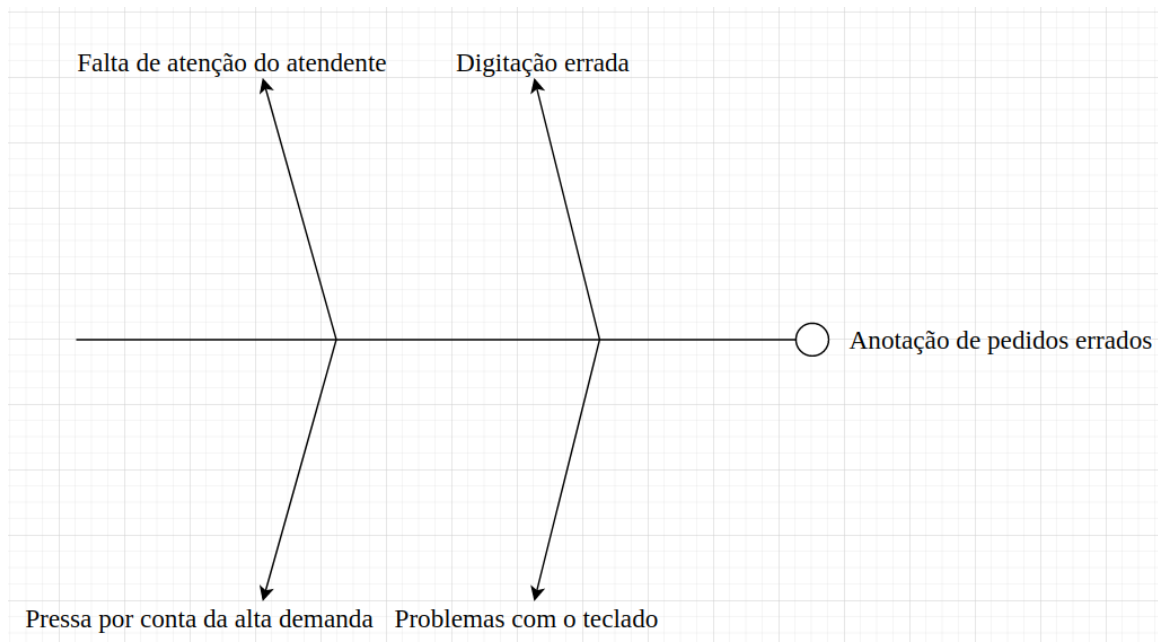 Falta de atenção do atendente
Digitação errada
Anotação de pedidos errados
Pressa por conta da alta demanda
Problemas com o teclado